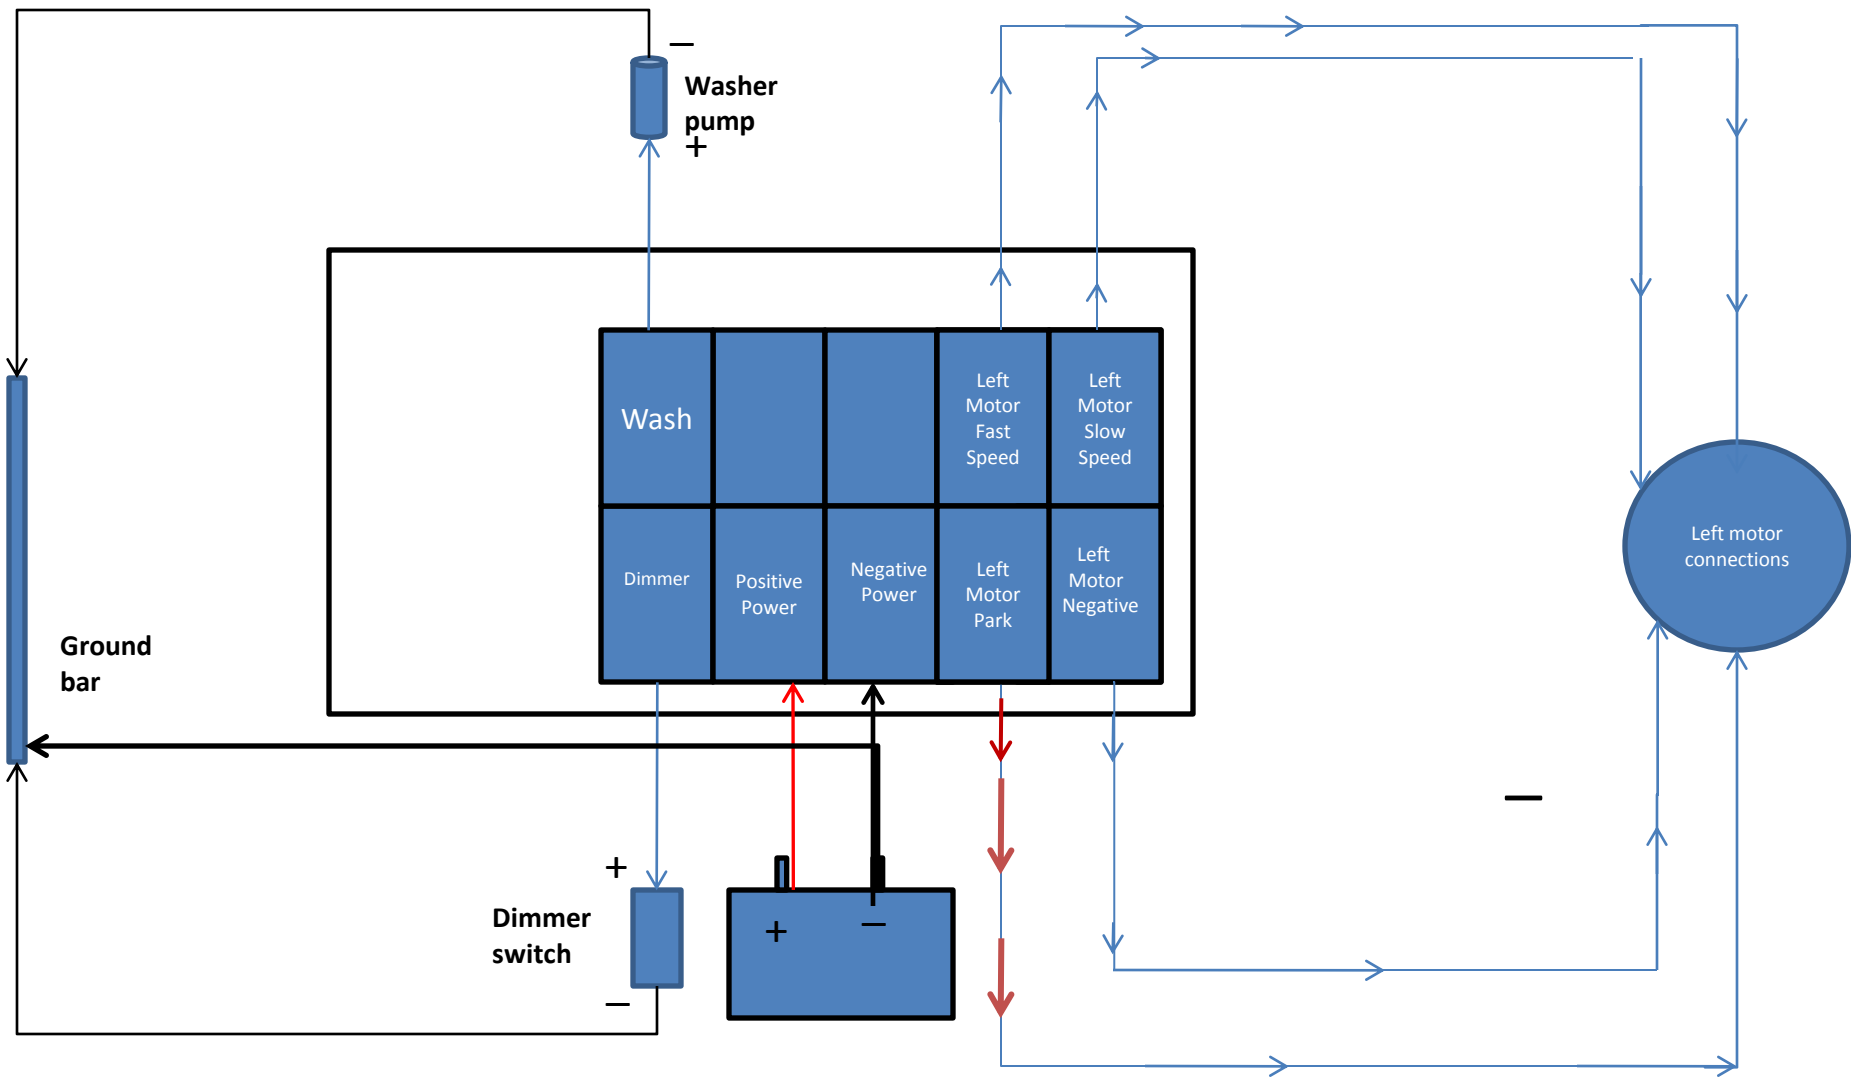 −
Washer
pump
+
Wash
Left
Motor
Fast
Speed
Left
Motor
Slow
Speed
Dimmer
Positive
Power
Negative
Power
Left
Motor
Park
Left
Motor
Negative
Left motor
connections
Ground
bar
−
+
Dimmer
switch
−
+
−